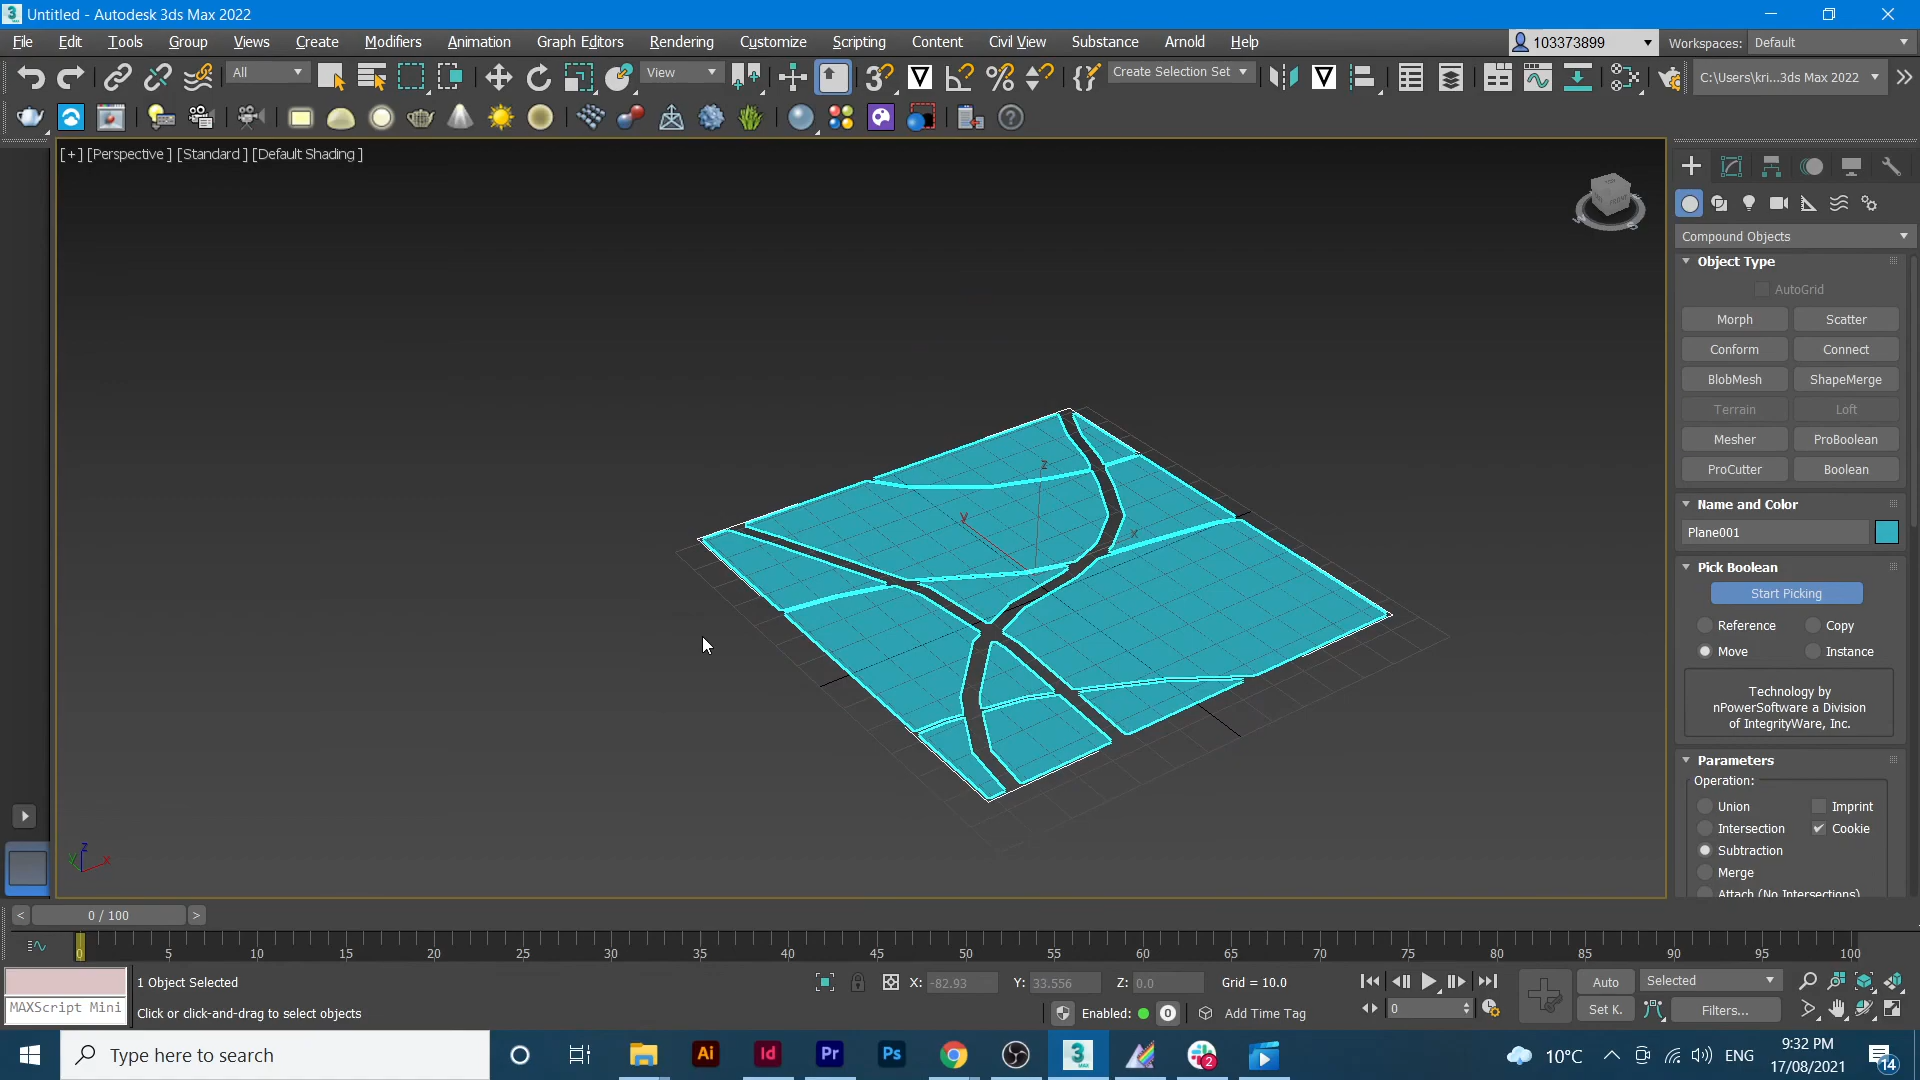 Untitled - Autodesk 3ds Max 2022
File Edit Tools Group Views Create Modifiers Animation Graph Editors Rendering Customize Scripting Content Civil View Substance Arnold Help
103373899 Workspaces: Default
All View Create Selection Set C:\Users\kri...3ds Max 2022
[+] [Perspective ] [Standard ] [Default Shading ]
Compound Objects
Object Type
AutoGrid
Morph Scatter
Conform Connect
BlobMesh ShapeMerge
Terrain Loft
Mesher ProBoolean
ProCutter Boolean
Name and Color
Plane001
Pick Boolean
Start Picking
Reference Copy
Move Instance
Technology by
nPowerSoftware a Division
of IntegrityWare, Inc.
Parameters
Operation:
Union Imprint
Intersection Cookie
Subtraction
Merge
Attach (No Intersections)
z
y
x
z
y x
< 0 / 100 >
0 5 10 15 20 25 30 35 40 45 50 55 60 65 70 75 80 85 90 95 100
1 Object Selected X: -82.93 Y: 33.556 Z: 0.0 Grid = 10.0 Auto Selected
MAXScript Mini Click or click-and-drag to select objects Enabled: 0 Add Time Tag 0 Set K. Filters...
Type here to search Ai Id Pr Ps 3 MAX 2 10°C ENG 9:32 PM
17/08/2021 14